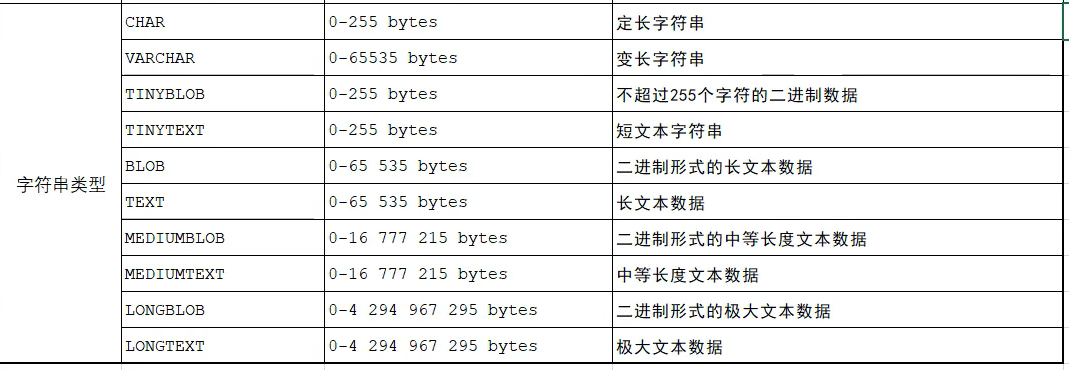 字符串类型
CHAR 0-255 bytes 定长字符串
VARCHAR 0-65535 bytes 变长字符串
TINYBLOB 0-255 bytes 不超过255个字符的二进制数据
TINYTEXT 0-255 bytes 短文本字符串
BLOB 0-65 535 bytes 二进制形式的长文本数据
TEXT 0-65 535 bytes 长文本数据
MEDIUMBLOB 0-16 777 215 bytes 二进制形式的中等长度文本数据
MEDIUMTEXT 0-16 777 215 bytes 中等长度文本数据
LONGBLOB 0-4 294 967 295 bytes 二进制形式的极大文本数据
LONGTEXT 0-4 294 967 295 bytes 极大文本数据